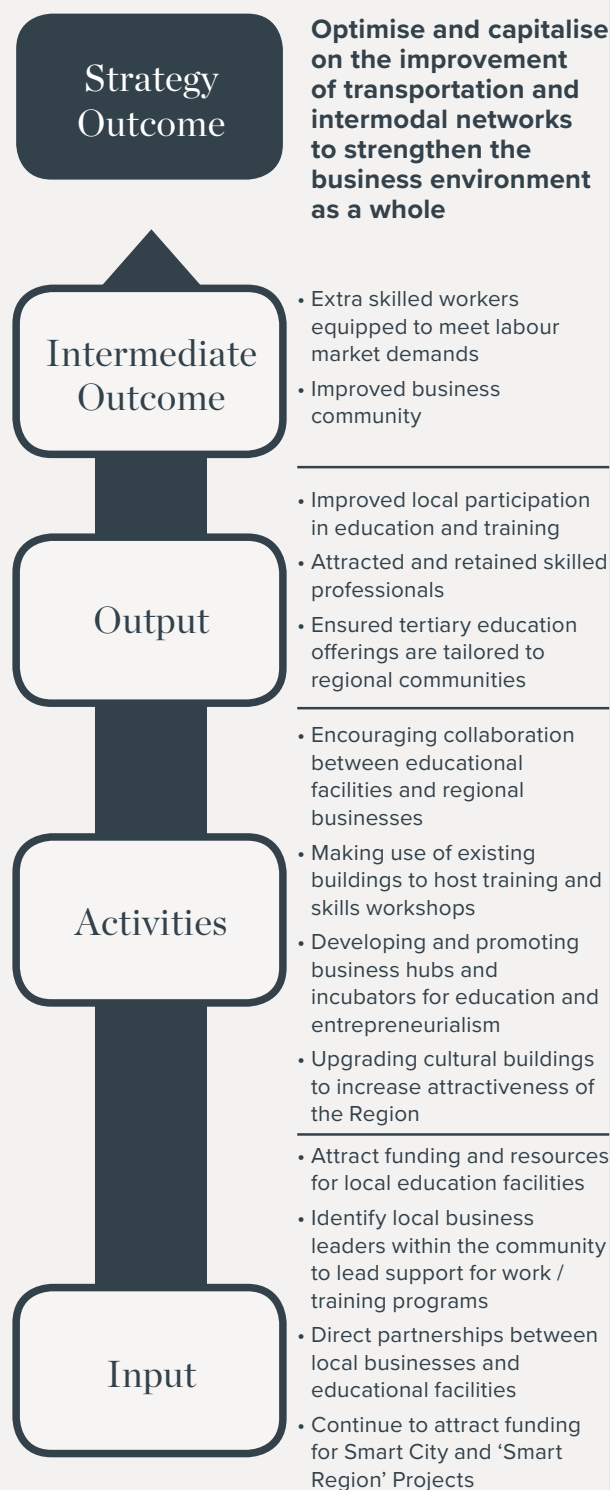 Strategy
Outcome
Optimise and capitalise
on the improvement
of transportation and
intermodal networks
to strengthen the
business environment
as a whole
Intermediate
Outcome
• Extra skilled workers
equipped to meet labour
market demands
• Improved business
community
Output
• Improved local participation
in education and training
• Attracted and retained skilled
professionals
• Ensured tertiary education
offerings are tailored to
regional communities
Activities
• Encouraging collaboration
between educational
facilities and regional
businesses
• Making use of existing
buildings to host training and
skills workshops
• Developing and promoting
business hubs and
incubators for education and
entrepreneurialism
• Upgrading cultural buildings
to increase attractiveness of
the Region
Input
• Attract funding and resources
for local education facilities
• Identify local business
leaders within the community
to lead support for work /
training programs
• Direct partnerships between
local businesses and
educational facilities
• Continue to attract funding
for Smart City and ‘Smart
Region’ Projects